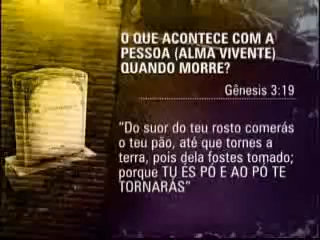 O QUE ACONTECE COM A
PESSOA (ALMA VIVENTE)
QUANDO MORRE?
Gênesis 3:19
“Do suor do teu rosto comerás
o teu pão, até que tornes a
terra, pois dela fostes tomado;
porque TU ÉS PÓ E AO PÓ TE
TORNARÁS”